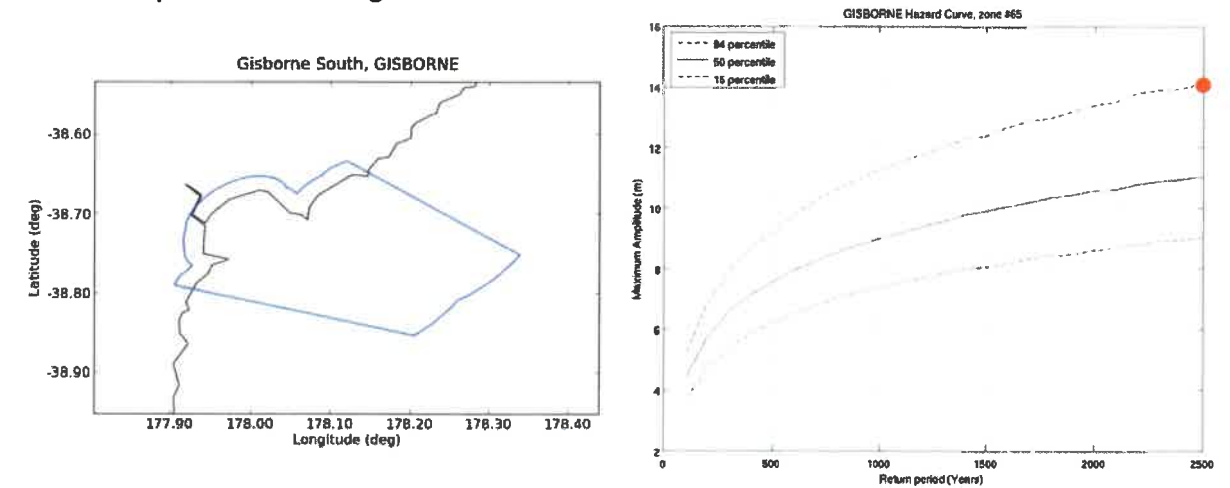 Gisborne South, GISBORNE
-38.60
-38.70
-38.80
-38.90
Latitude (deg)
177.90 178.00 178.10 178.20 178.30 178.40
Longitude (deg)
GISBORNE Hazard Curve, zone #65
84 percentile
50 percentile
15 percentile
16
14
12
10
8
6
4
2
Maximum Amplitude (m)
0 500 1000 1500 2000 2500
Return period (Years)